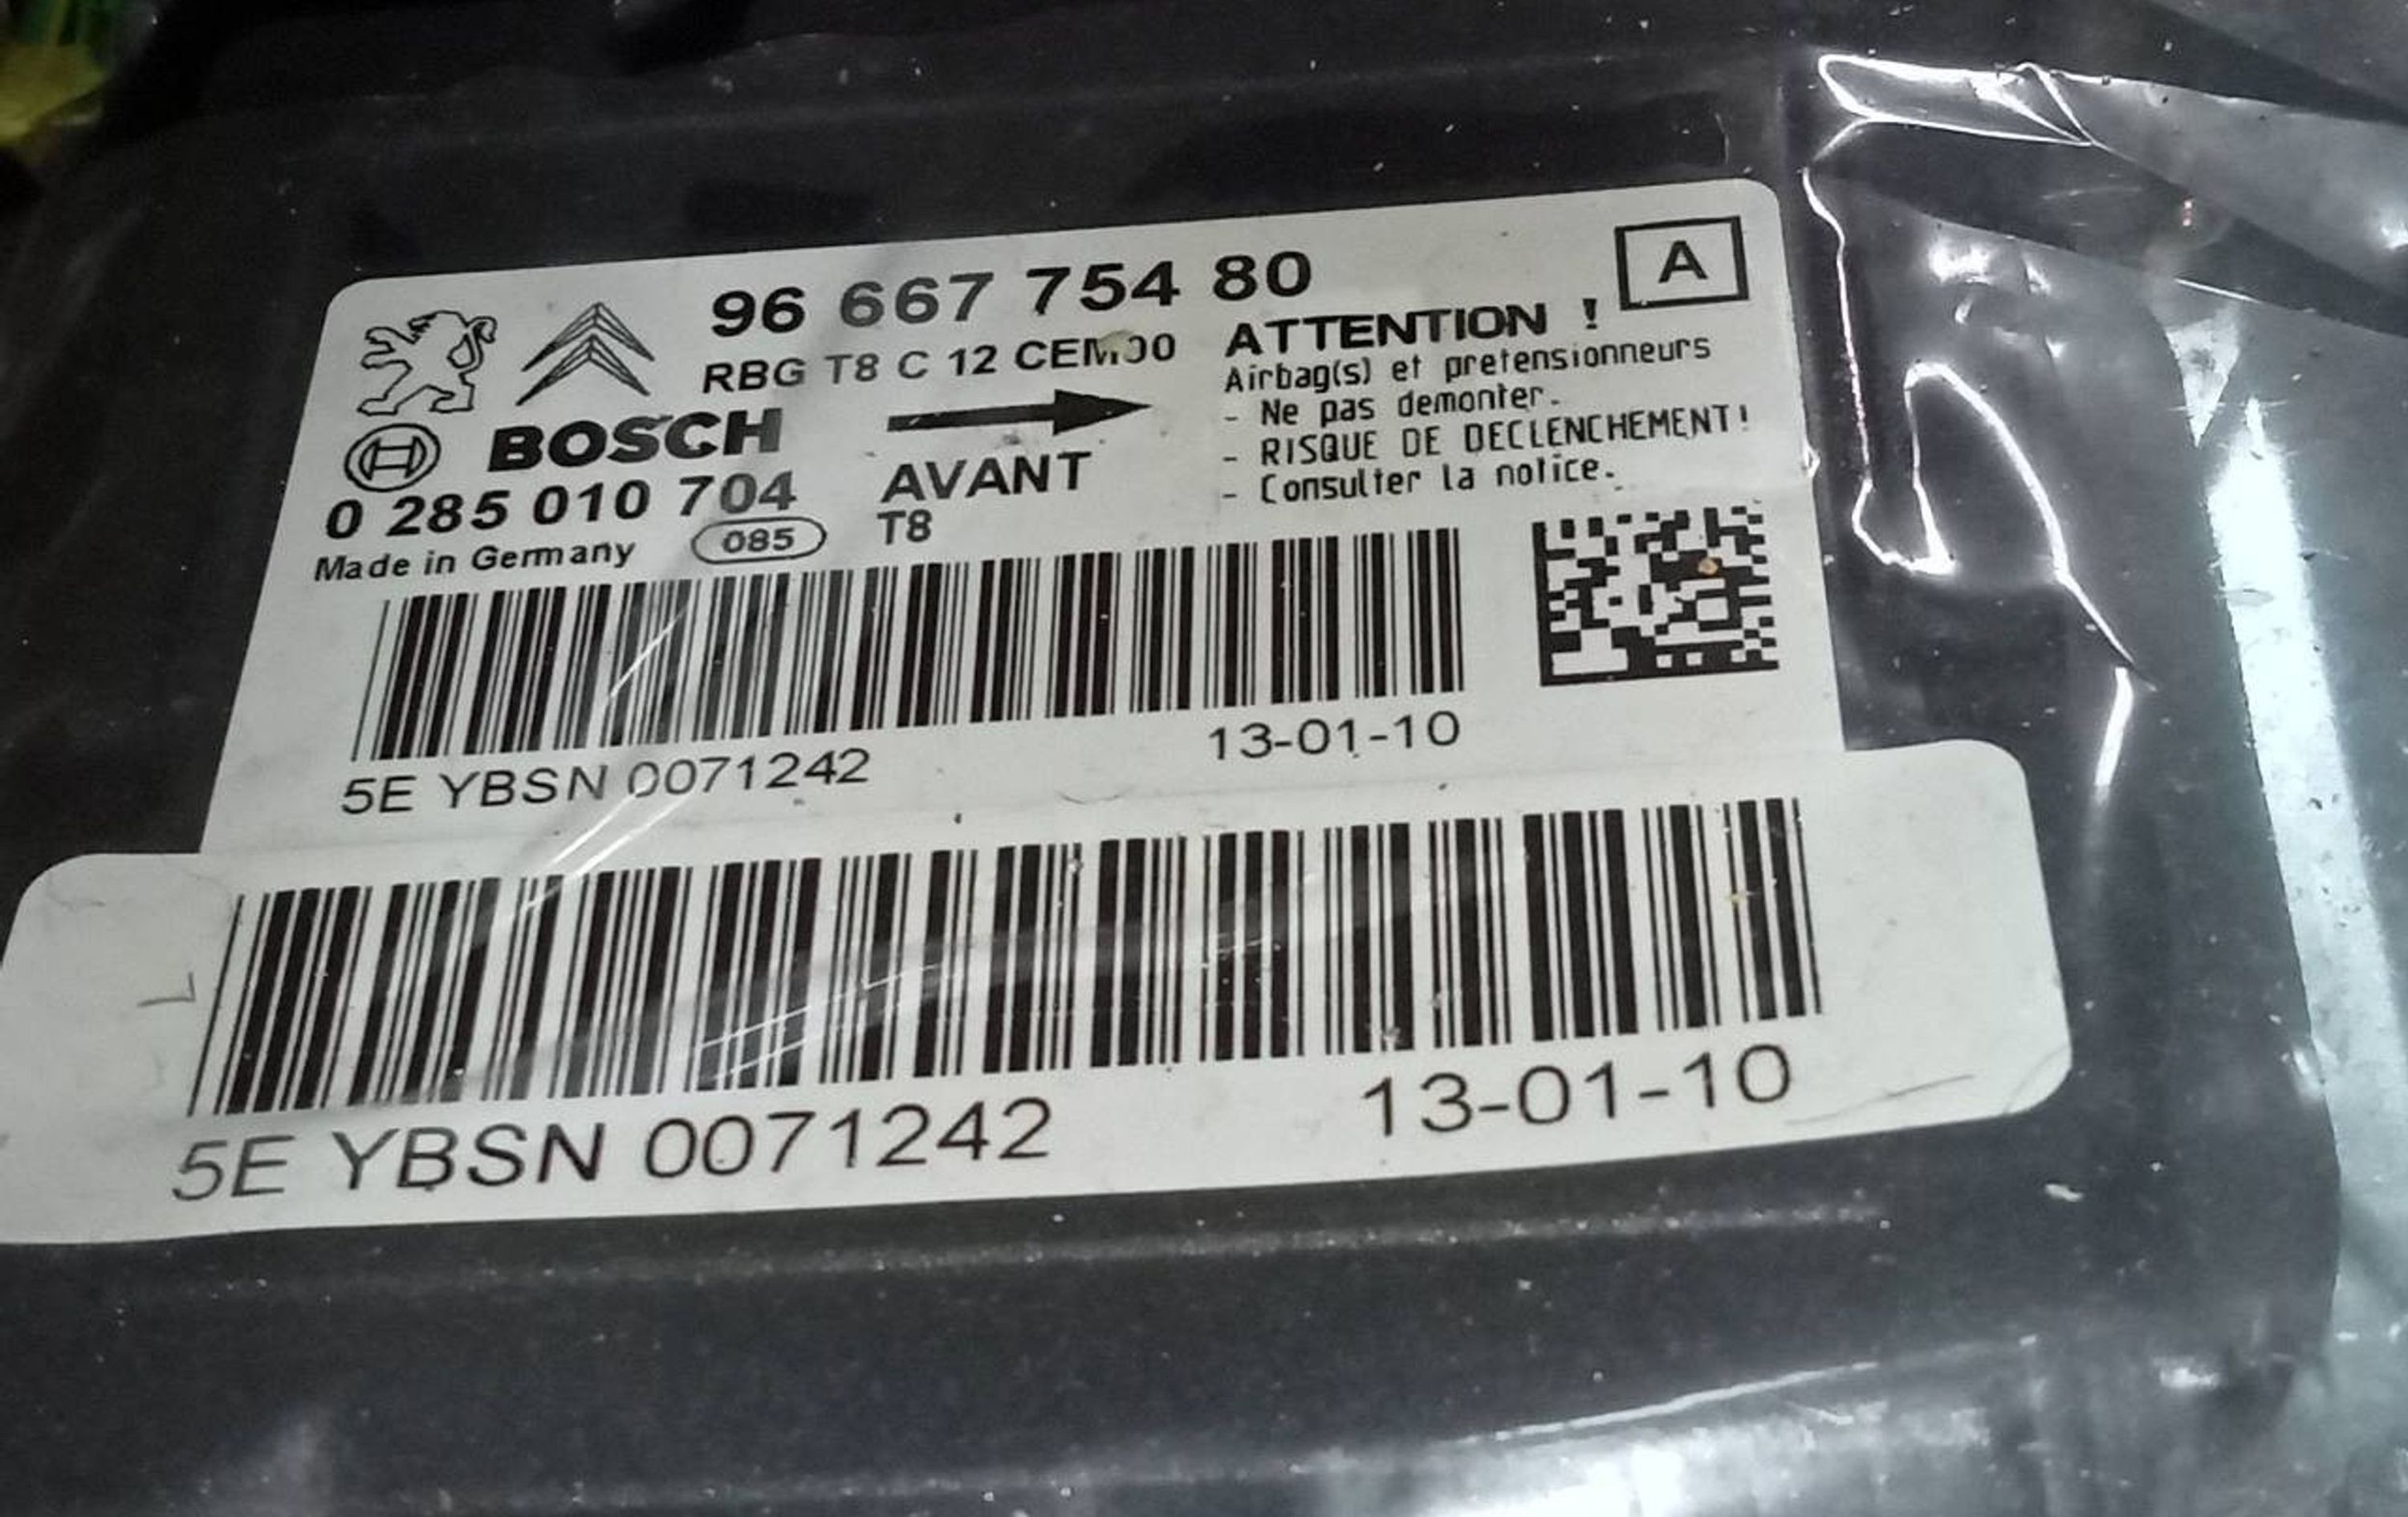 96 667 754 80
A
RBG T8 C 12 CEM00
ATTENTION !
Airbag(s) et pretensionneurs
- Ne pas demonter.
- RISQUE DE DECLENCHEMENT!
- Consulter la notice.
BOSCH
0 285 010 704
AVANT
T8
Made in Germany
085
5E YBSN 0071242
13-01-10
5E YBSN 0071242
13-01-10